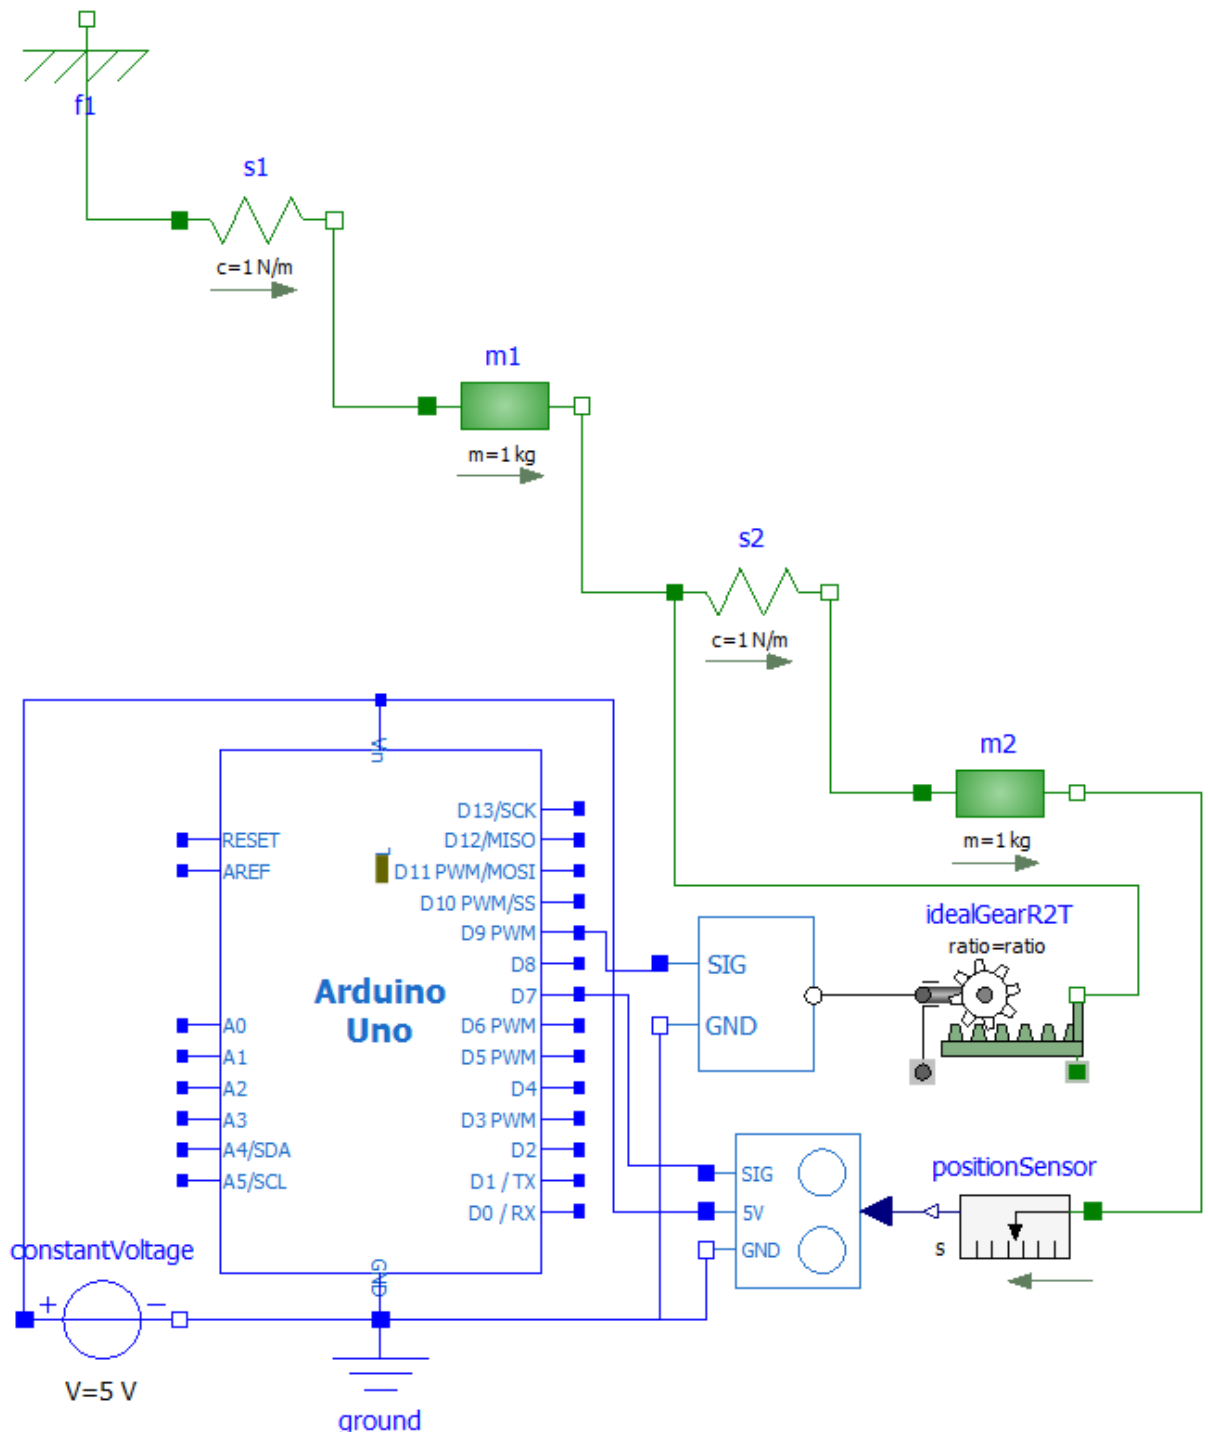 f1
s1
c=1 N/m
m1
m=1 kg
s2
c=1 N/m
m2
m=1 kg
Vin
RESET
AREF
A0
A1
A2
A3
A4/SDA
A5/SCL
L
D13/SCK
D12/MISO
D11 PWM/MOSI
D10 PWM/SS
D9 PWM
D8
D7
D6 PWM
D5 PWM
D4
D3 PWM
D2
D1 / TX
D0 / RX
Arduino
Uno
GND
SIG
GND
idealGearR2T
ratio=ratio
SIG
5V
GND
positionSensor
s
constantVoltage
+
−
V=5 V
ground